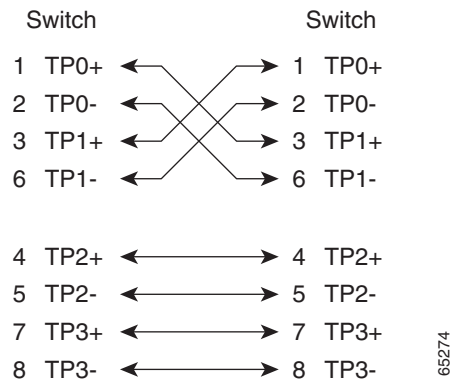 Switch Switch
1 TP0+ 1 TP0+
2 TP0- 2 TP0-
3 TP1+ 3 TP1+
6 TP1- 6 TP1-
4 TP2+ 4 TP2+
5 TP2- 5 TP2-
7 TP3+ 7 TP3+
8 TP3- 8 TP3-
65274